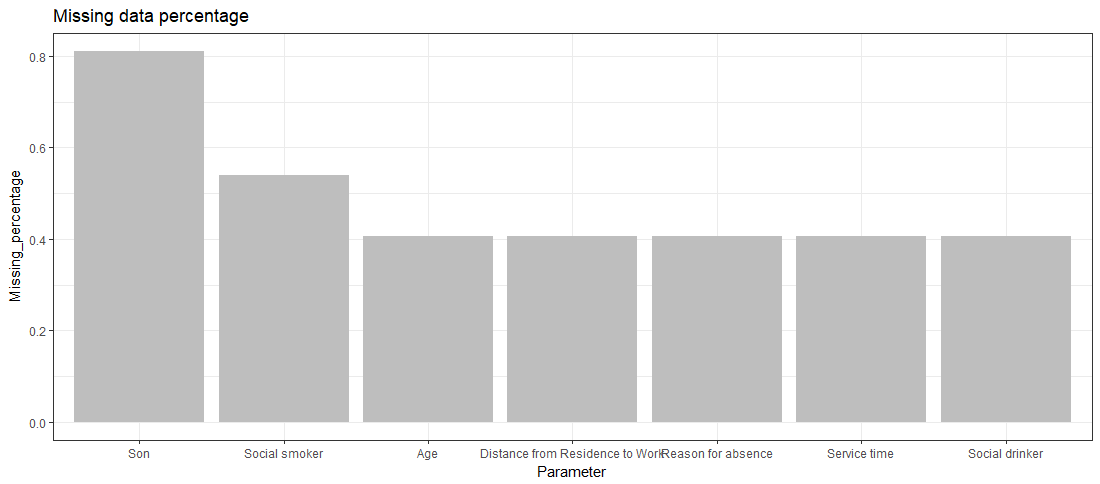 Missing data percentage
Missing_percentage
0.8
0.6
0.4
0.2
0.0
Son Social smoker Age Distance from Residence to Work Reason for absence Service time Social drinker
Parameter